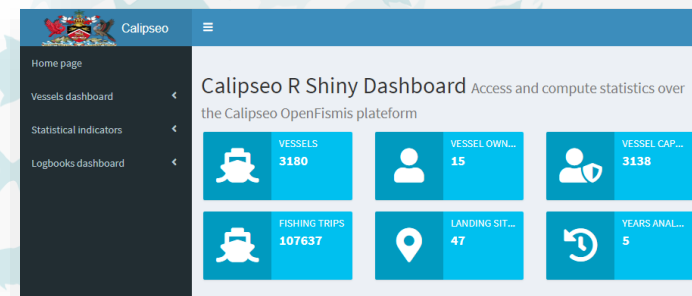 Calipseo
Home page
Vessels dashboard
Statistical indicators
Logbooks dashboard
Calipseo R Shiny Dashboard Access and compute statistics over
the Calipseo OpenFismis plateform
VESSELS
3180
VESSEL OWN...
15
VESSEL CAP...
3138
FISHING TRIPS
107637
LANDING SIT...
47
YEARS ANAL...
5